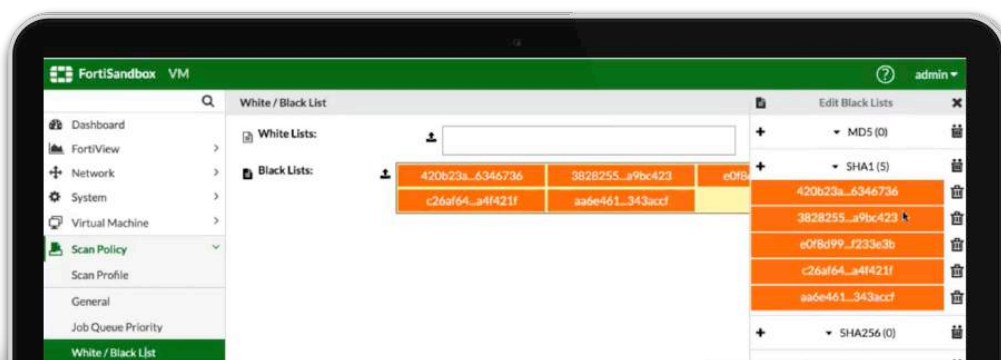 FortiSandbox VM
admin
White / Black List
Edit Black Lists
Dashboard
FortiView
Network
System
Virtual Machine
Scan Policy
Scan Profile
General
Job Queue Priority
White / Black List
White Lists:
Black Lists:
420b23a...6346736
3828255...a9bc423
e0f8
c26af64...a4f421f
aa6e461...343accf
MD5 (0)
SHA1 (5)
420b23a...6346736
3828255...a9bc423
e0f8d99...f233e3b
c26af64...a4f421f
aa6e461...343accf
SHA256 (0)